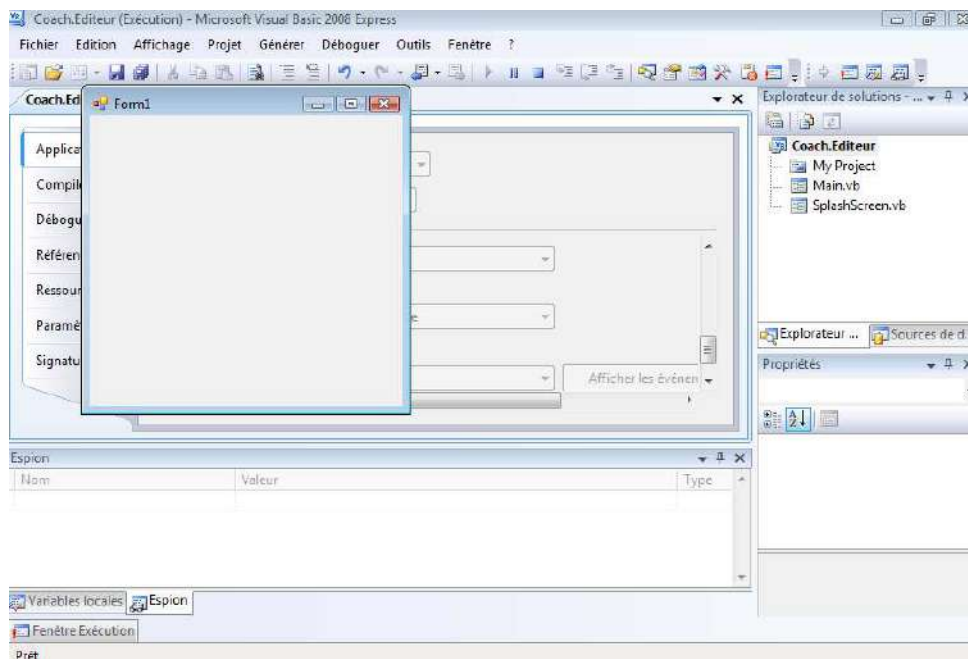 Coach.Editeur (Exécution) - Microsoft Visual Basic 2008 Express
Fichier Edition Affichage Projet Générer Déboguer Outils Fenêtre ?
Coach.Ed
Form1
Explorateur de solutions - ...
Applica
Compile
Débogu
Référen
Ressour
Paramè
Signatu
Afficher les événen
Coach.Editeur
My Project
Main.vb
SplashScreen.vb
Explorateur ... Sources de d
Propriétés
Espion
Nom Valeur Type
Variables locales Espion
Fenêtre Exécution
Prêt